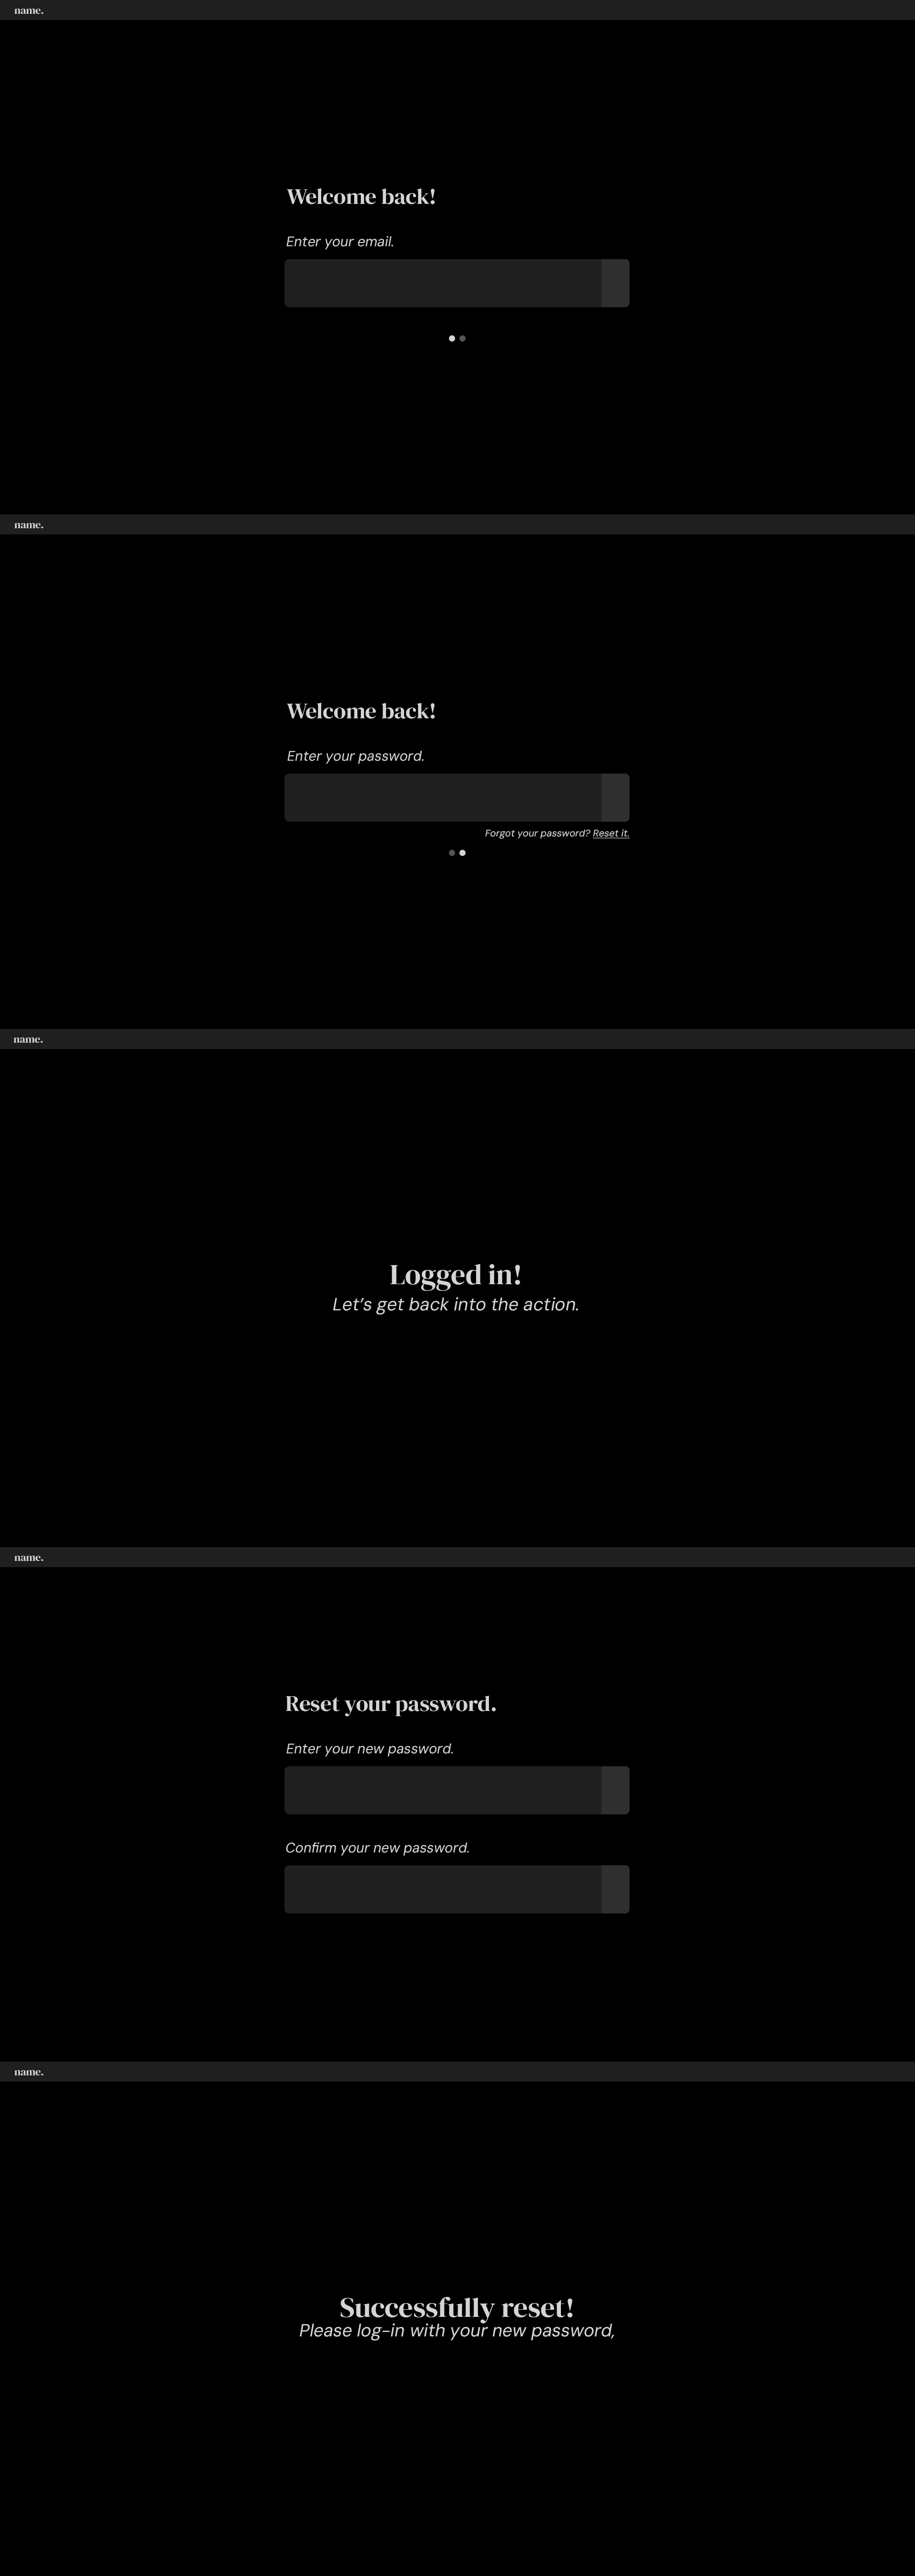 name.
Welcome back!
Enter your email.
name.
Welcome back!
Enter your password.
Forgot your password? Reset it.
name.
Logged in!
Let’s get back into the action.
name.
Reset your password.
Enter your new password.
Confirm your new password.
name.
Successfully reset!
Please log-in with your new password,